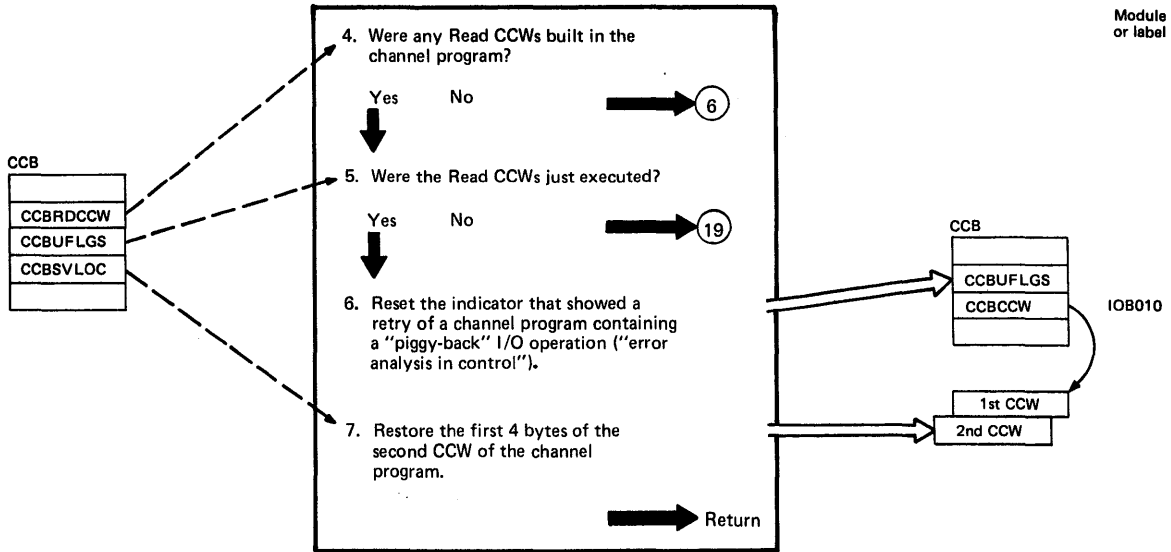 Module
or label
4. Were any Read CCWs built in the
channel program?
Yes No 6
CCB
CCBRDCCW
CCBUFLGS
CCBSVLOC
5. Were the Read CCWs just executed?
Yes No 19
6. Reset the indicator that showed a
retry of a channel program containing
a "piggy-back" I/O operation ("error
analysis in control").
CCB
CCBUFLGS
CCBCCW
IOB010
1st CCW
2nd CCW
7. Restore the first 4 bytes of the
second CCW of the channel
program.
Return